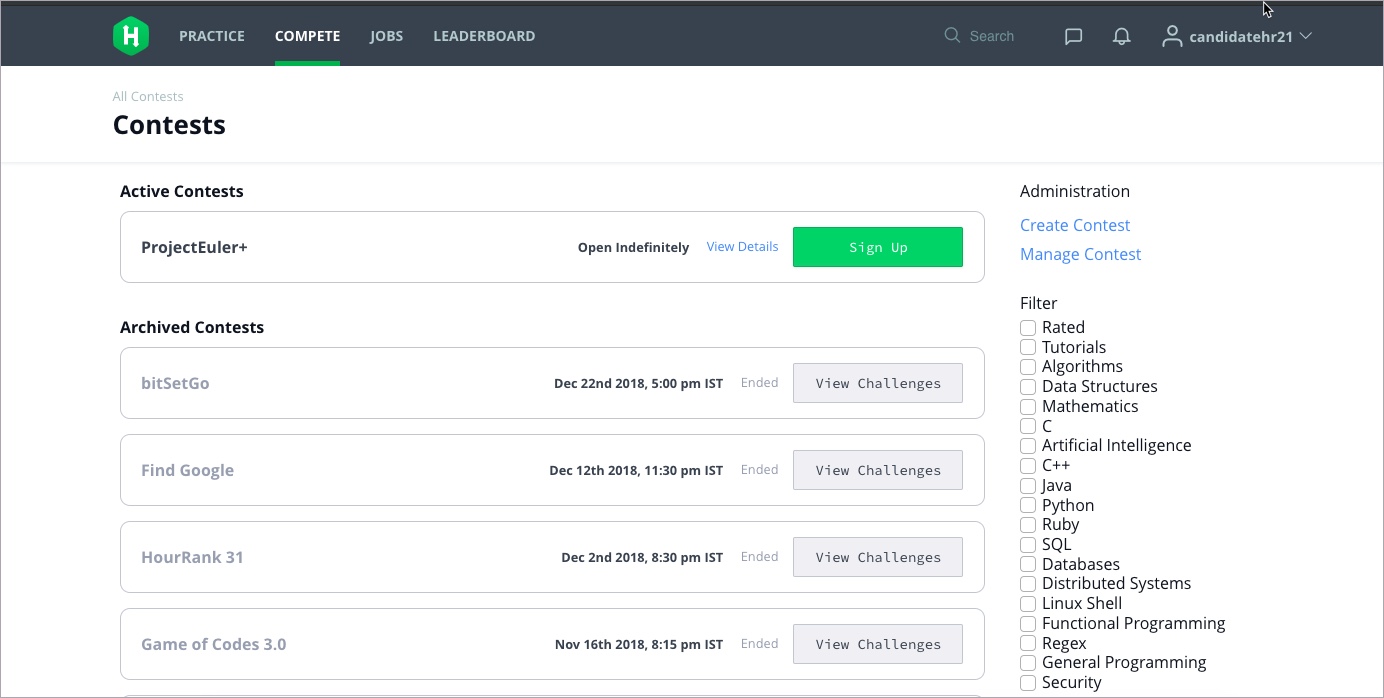 H PRACTICE COMPETE JOBS LEADERBOARD Search candidatehr21
All Contests
Contests
Active Contests
ProjectEuler+ Open Indefinitely View Details Sign Up
Archived Contests
bitSetGo Dec 22nd 2018, 5:00 pm IST Ended View Challenges
Find Google Dec 12th 2018, 11:30 pm IST Ended View Challenges
HourRank 31 Dec 2nd 2018, 8:30 pm IST Ended View Challenges
Game of Codes 3.0 Nov 16th 2018, 8:15 pm IST Ended View Challenges
Administration
Create Contest
Manage Contest
Filter
Rated
Tutorials
Algorithms
Data Structures
Mathematics
C
Artificial Intelligence
C++
Java
Python
Ruby
SQL
Databases
Distributed Systems
Linux Shell
Functional Programming
Regex
General Programming
Security